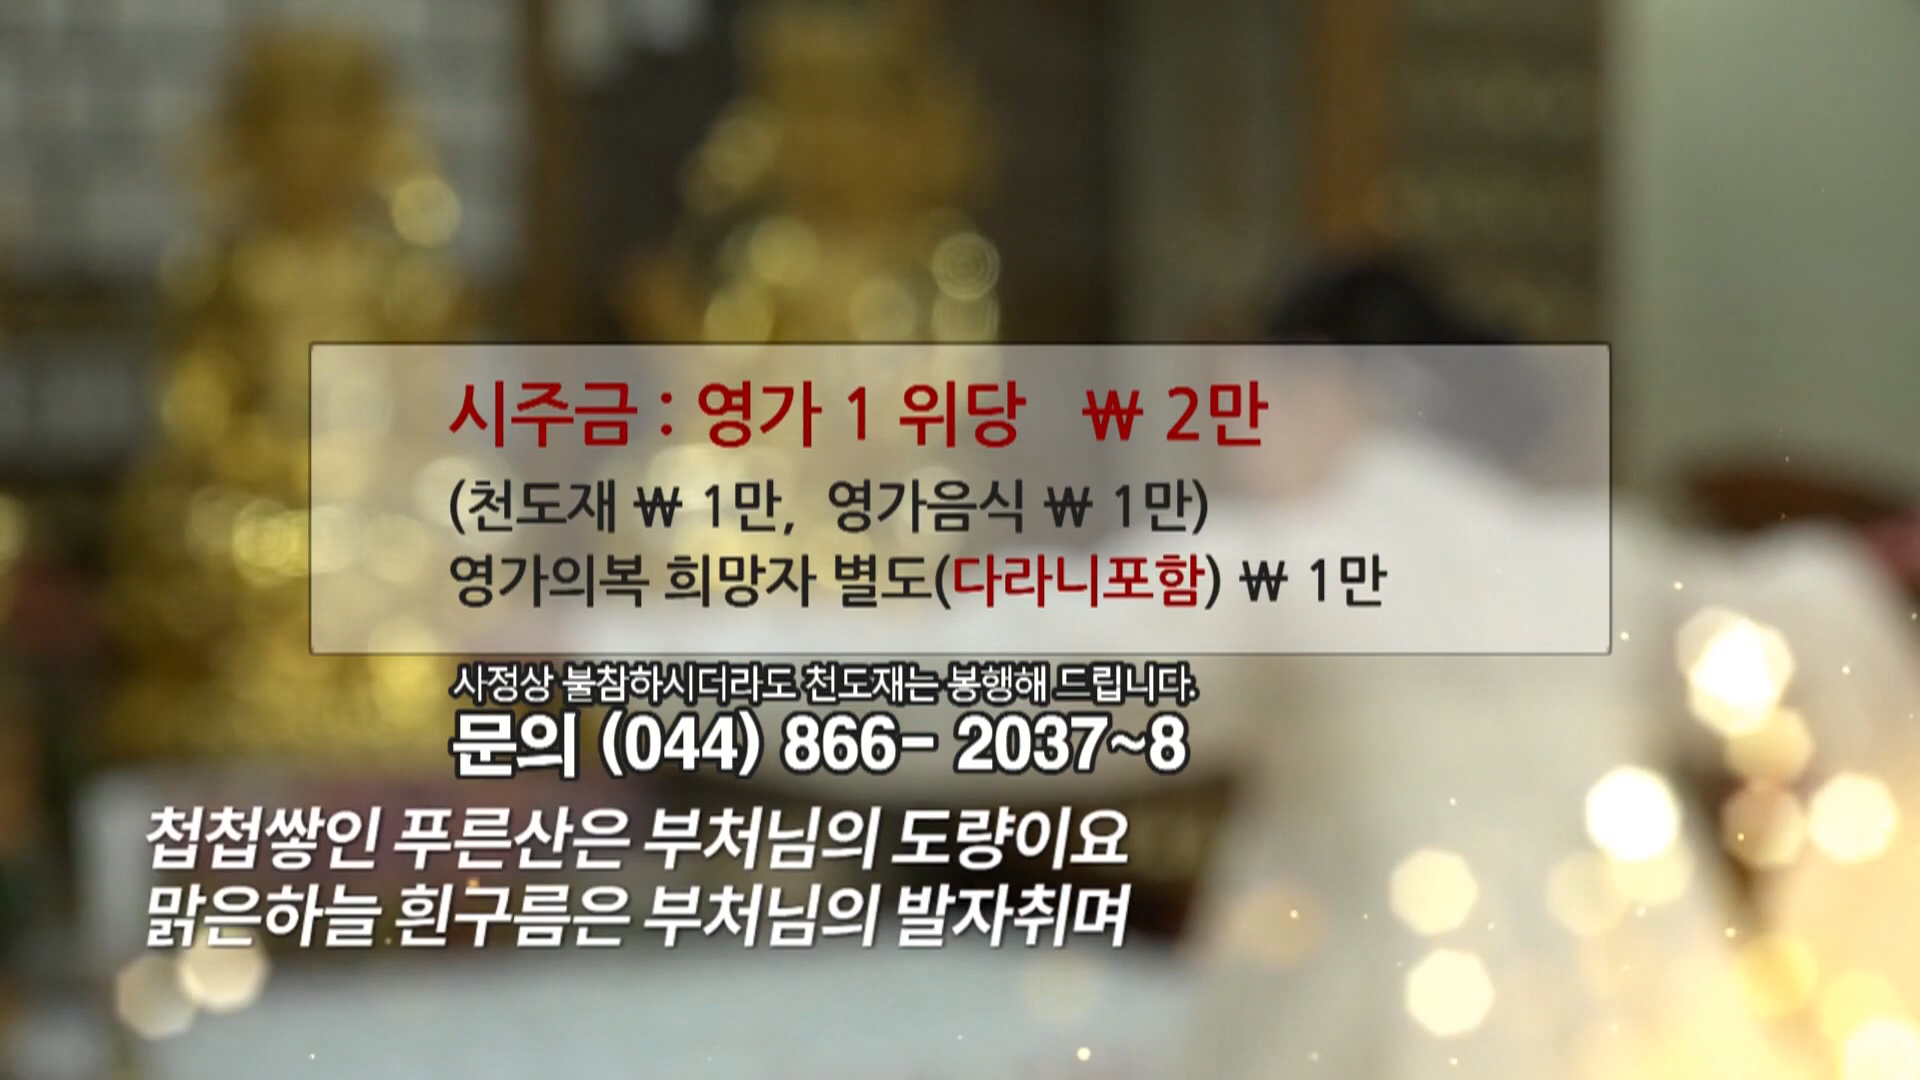 시주금 : 영가 1 위당 ₩ 2만
(천도재 ₩ 1만, 영가음식 ₩ 1만)
영가의복 희망자 별도(다라니포함) ₩ 1만
사정상 불참하시더라도 천도재는 봉행해 드립니다.
문의 (044) 866- 2037~8
첩첩쌓인 푸른산은 부처님의 도량이요
맑은하늘 흰구름은 부처님의 발자취며